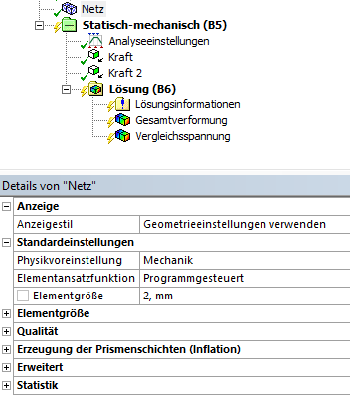 Netz
Statisch-mechanisch (B5)
Analyseeinstellungen
Kraft
Kraft 2
Lösung (B6)
Lösungsinformationen
Gesamtverformung
Vergleichsspannung
Details von "Netz"
Anzeige
Anzeigestil Geometrieeinstellungen verwenden
Standardeinstellungen
Physikvoreinstellung Mechanik
Elementansatzfunktion Programmgesteuert
Elementgröße 2, mm
Elementgröße
Qualität
Erzeugung der Prismenschichten (Inflation)
Erweitert
Statistik